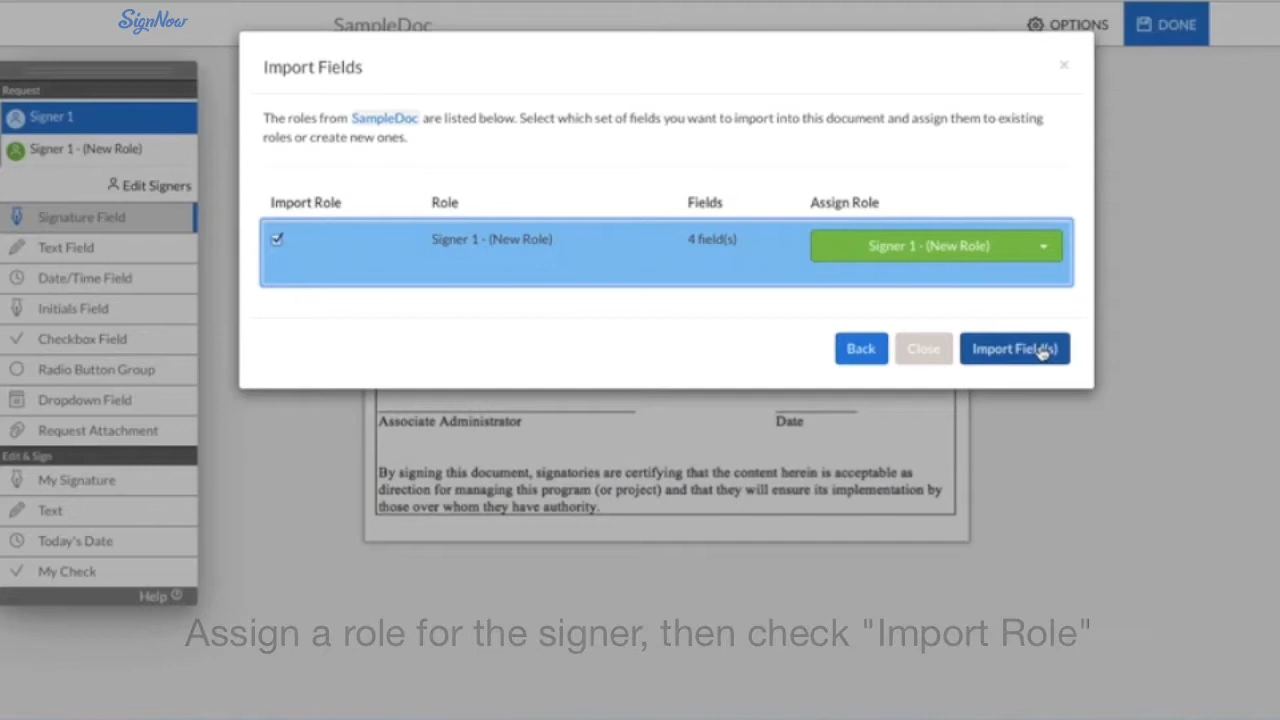 SignNow
SampleDoc
OPTIONS
DONE
Request
Signer 1
Signer 1 - (New Role)
Edit Signers
Signature Field
Text Field
Date/Time Field
Initials Field
Checkbox Field
Radio Button Group
Dropdown Field
Request Attachment
Edit & Sign
My Signature
Text
Today's Date
My Check
Help
Import Fields
×
The roles from SampleDoc are listed below. Select which set of fields you want to import into this document and assign them to existing
roles or create new ones.
Import Role Role Fields Assign Role
Signer 1 - (New Role) 4 field(s) Signer 1 - (New Role)
Back Close Import Field(s)
Associate Administrator Date
By signing this document, signatories are certifying that the content herein is acceptable as
direction for managing this program (or project) and that they will ensure its implementation by
those over whom they have authority.
Assign a role for the signer, then check "Import Role"